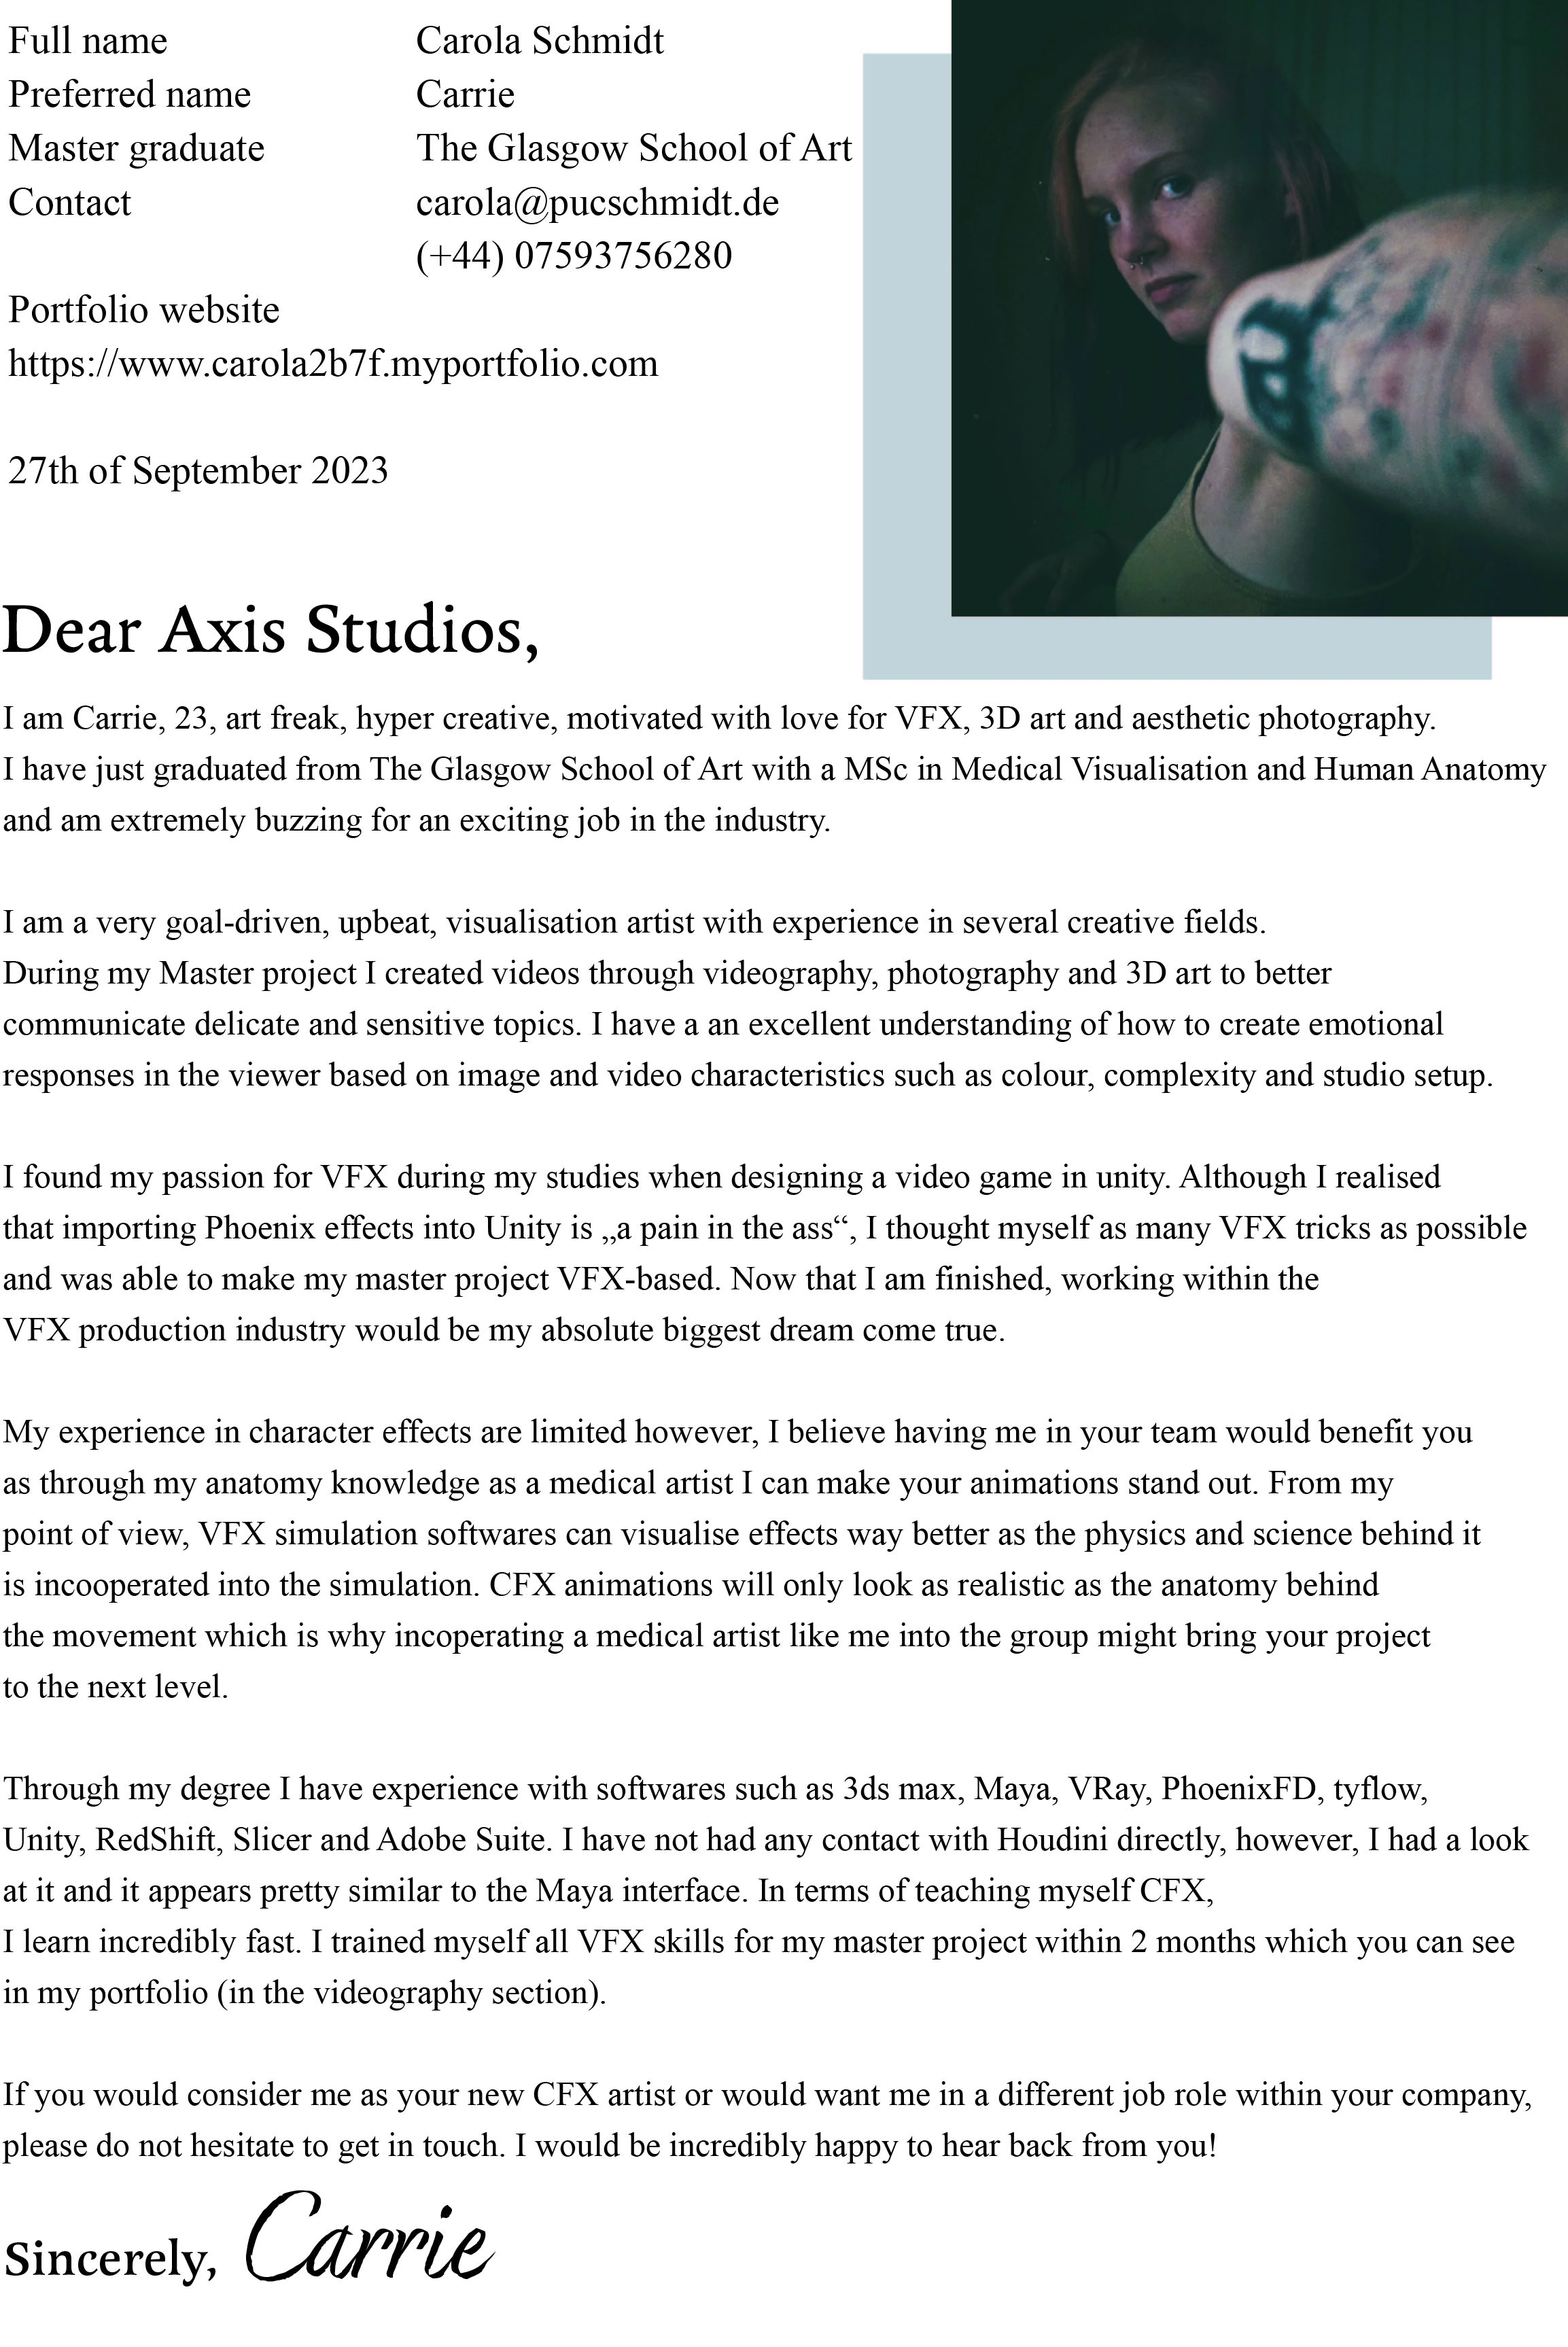 Full name Carola Schmidt
Preferred name Carrie
Master graduate The Glasgow School of Art
Contact carola@pucschmidt.de
(+44) 07593756280
Portfolio website
https://www.carola2b7f.myportfolio.com
27th of September 2023
Dear Axis Studios,
I am Carrie, 23, art freak, hyper creative, motivated with love for VFX, 3D art and aesthetic photography.
I have just graduated from The Glasgow School of Art with a MSc in Medical Visualisation and Human Anatomy
and am extremely buzzing for an exciting job in the industry.
I am a very goal-driven, upbeat, visualisation artist with experience in several creative fields.
During my Master project I created videos through videography, photography and 3D art to better
communicate delicate and sensitive topics. I have a an excellent understanding of how to create emotional
responses in the viewer based on image and video characteristics such as colour, complexity and studio setup.
I found my passion for VFX during my studies when designing a video game in unity. Although I realised
that importing Phoenix effects into Unity is „a pain in the ass“, I thought myself as many VFX tricks as possible
and was able to make my master project VFX-based. Now that I am finished, working within the
VFX production industry would be my absolute biggest dream come true.
My experience in character effects are limited however, I believe having me in your team would benefit you
as through my anatomy knowledge as a medical artist I can make your animations stand out. From my
point of view, VFX simulation softwares can visualise effects way better as the physics and science behind it
is incooperated into the simulation. CFX animations will only look as realistic as the anatomy behind
the movement which is why incoperating a medical artist like me into the group might bring your project
to the next level.
Through my degree I have experience with softwares such as 3ds max, Maya, VRay, PhoenixFD, tyflow,
Unity, RedShift, Slicer and Adobe Suite. I have not had any contact with Houdini directly, however, I had a look
at it and it appears pretty similar to the Maya interface. In terms of teaching myself CFX,
I learn incredibly fast. I trained myself all VFX skills for my master project within 2 months which you can see
in my portfolio (in the videography section).
If you would consider me as your new CFX artist or would want me in a different job role within your company,
please do not hesitate to get in touch. I would be incredibly happy to hear back from you!
Sincerely, Carrie